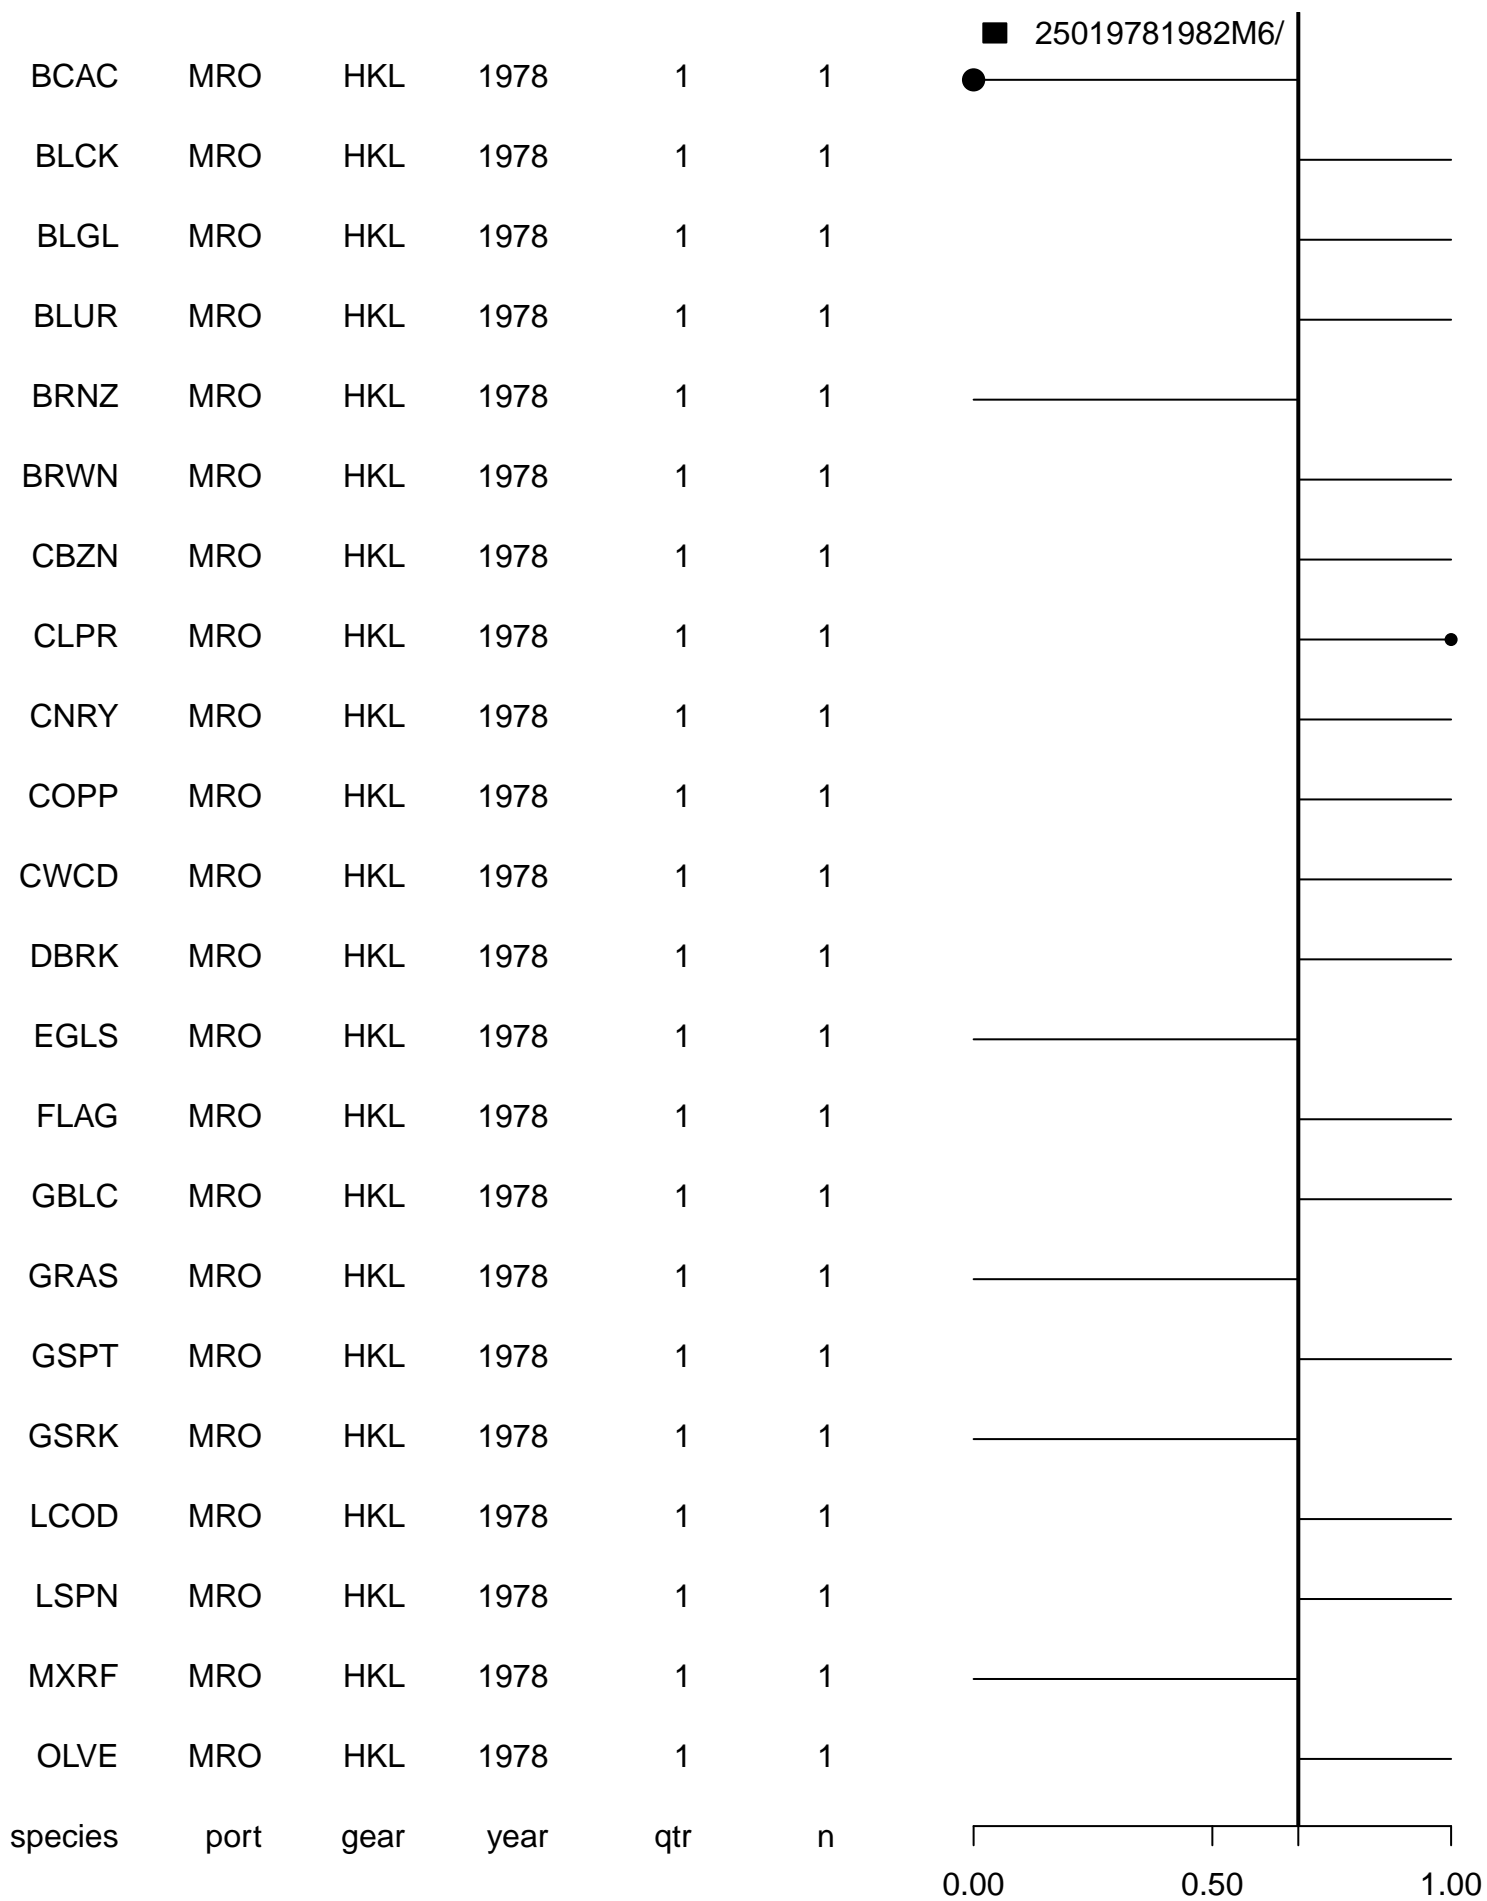 25019781982M6/
BCAC MRO HKL 1978 1 1
BLCK MRO HKL 1978 1 1
BLGL MRO HKL 1978 1 1
BLUR MRO HKL 1978 1 1
BRNZ MRO HKL 1978 1 1
BRWN MRO HKL 1978 1 1
CBZN MRO HKL 1978 1 1
CLPR MRO HKL 1978 1 1
CNRY MRO HKL 1978 1 1
COPP MRO HKL 1978 1 1
CWCD MRO HKL 1978 1 1
DBRK MRO HKL 1978 1 1
EGLS MRO HKL 1978 1 1
FLAG MRO HKL 1978 1 1
GBLC MRO HKL 1978 1 1
GRAS MRO HKL 1978 1 1
GSPT MRO HKL 1978 1 1
GSRK MRO HKL 1978 1 1
LCOD MRO HKL 1978 1 1
LSPN MRO HKL 1978 1 1
MXRF MRO HKL 1978 1 1
OLVE MRO HKL 1978 1 1
species port gear year qtr n
0.00 0.50 1.00